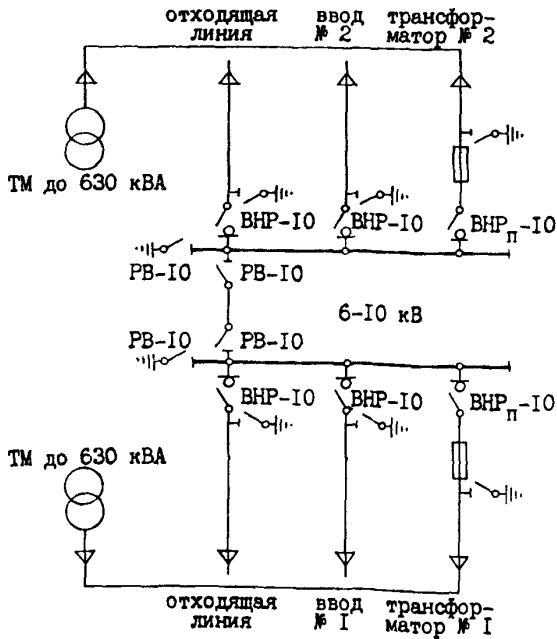 отходящая ввод трансфор-
линия № 2 матор № 2
ТМ до 630 кВА
ВНР-10 ВНР-10 ВНРп-10
РВ-10 РВ-10
6-10 кВ
РВ-10 РВ-10
ВНР-10 ВНР-10 ВНРп-10
ТМ до 630 кВА
отходящая ввод трансфор-
линия № I матор № I